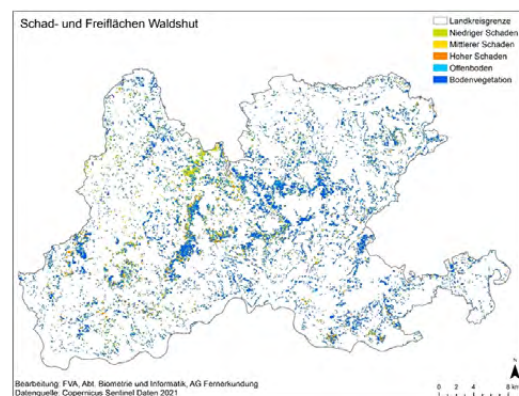 Schad- und Freiflächen Waldshut
Landkreisgrenze
Niedriger Schaden
Mittlerer Schaden
Hoher Schaden
Offenboden
Bodenvegetation
Bearbeitung: FVA, Abt. Biometrie und Informatik, AG Fernerkundung
Datenquelle: Copernicus Sentinel Daten 2021
N
0 2 4 8 km